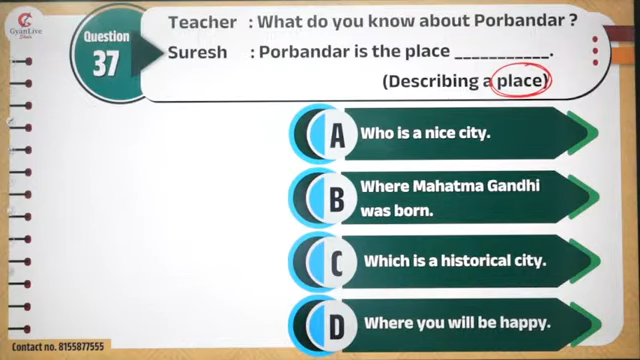 GyanLive
Question
37
Teacher : What do you know about Porbandar ?
Suresh : Porbandar is the place ___________.
(Describing a place)
A Who is a nice city.
B Where Mahatma Gandhi
was born.
C Which is a historical city.
D Where you will be happy.
Contact no. 8155877555